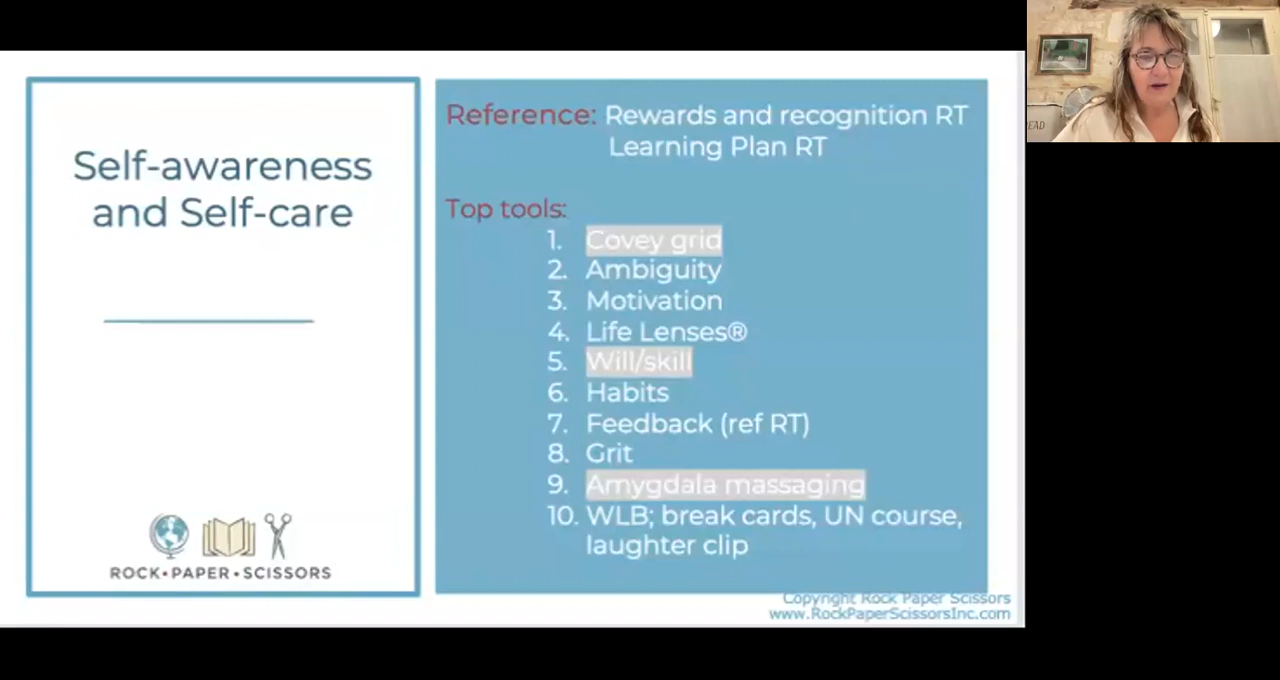 Self-awareness
and Self-care
ROCK•PAPER•SCISSORS
Reference: Rewards and recognition RT
Learning Plan RT
Top tools:
1. Covey grid
2. Ambiguity
3. Motivation
4. Life Lenses®
5. Will/skill
6. Habits
7. Feedback (ref RT)
8. Grit
9. Amygdala massaging
10. WLB; break cards, UN course,
laughter clip
Copyright Rock Paper Scissors
www.RockPaperScissorsInc.com